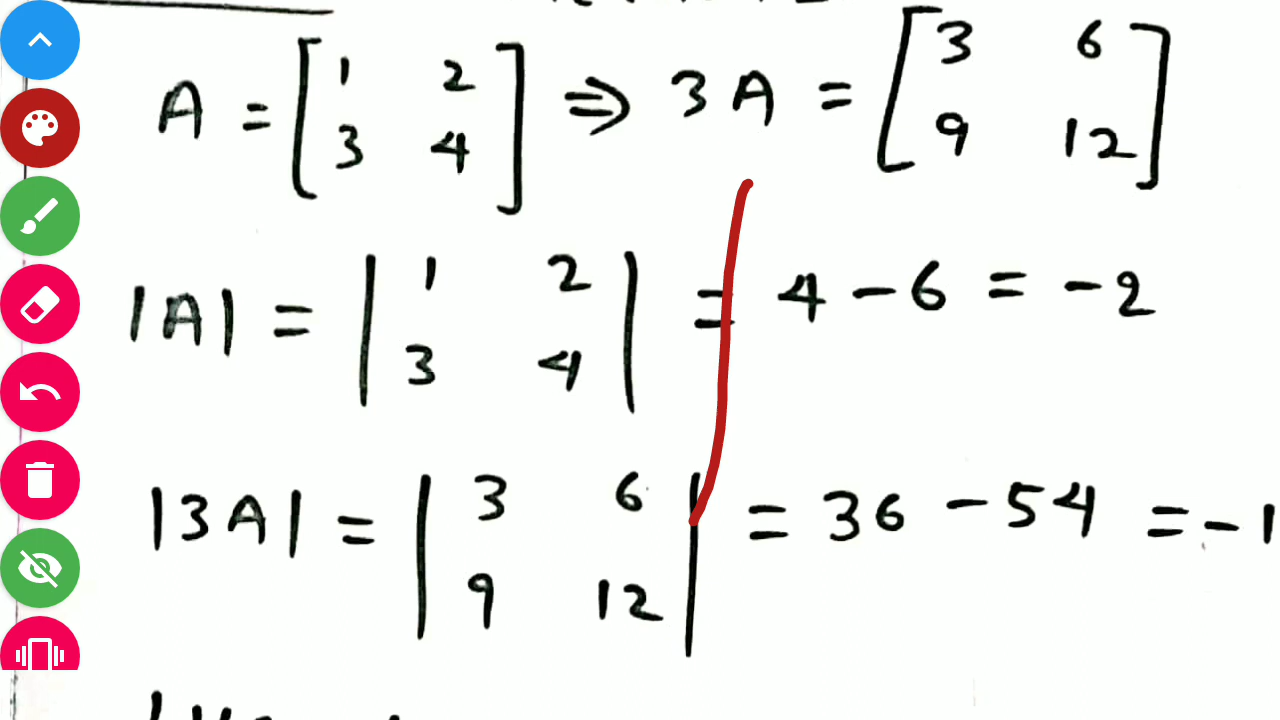 A = [1 2 ⇒ 3A = [3 6
3 4] 9 12]
|A| = |1 2 = 4 - 6 = -2
3 4|
|3A| = |3 6 = 36 - 54 = -1
9 12|